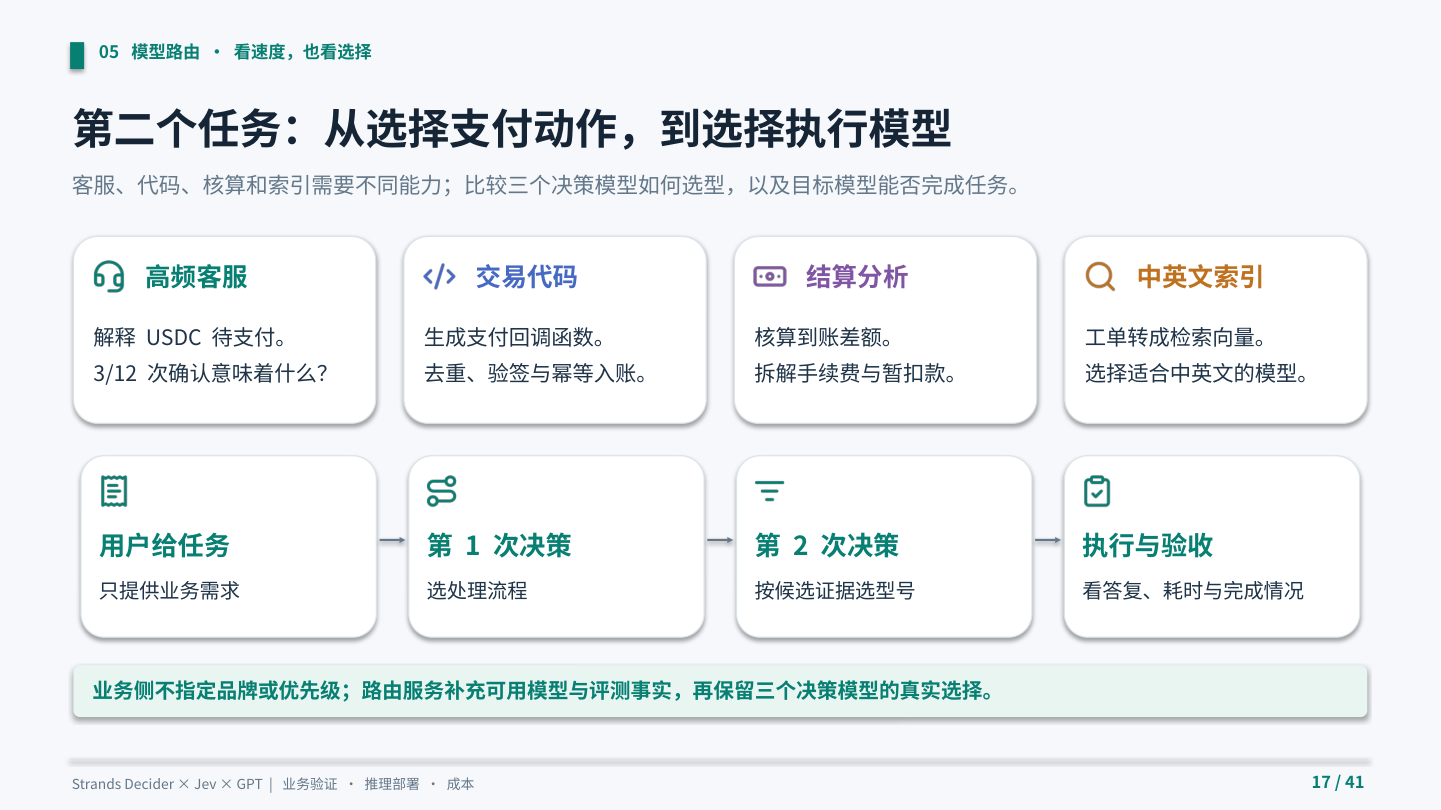 05 模型路由 · 看速度，也看选择
第二个任务：从选择支付动作，到选择执行模型
客服、代码、核算和索引需要不同能力；比较三个决策模型如何选型，以及目标模型能否完成任务。
高频客服
解释 USDC 待支付。
3/12 次确认意味着什么？
交易代码
生成支付回调函数。
去重、验签与幂等入账。
结算分析
核算到账差额。
拆解手续费与暂扣款。
中英文索引
工单转成检索向量。
选择适合中英文的模型。
用户给任务
只提供业务需求
第 1 次决策
选处理流程
第 2 次决策
按候选证据选型号
执行与验收
看答复、耗时与完成情况
业务侧不指定品牌或优先级；路由服务补充可用模型与评测事实，再保留三个决策模型的真实选择。
Strands Decider × Jev × GPT | 业务验证 · 推理部署 · 成本
17 / 41